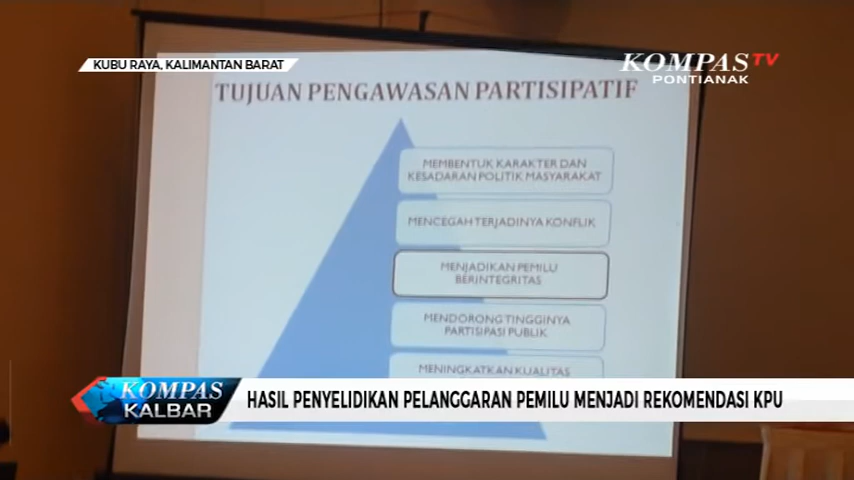 KUBU RAYA, KALIMANTAN BARAT
KOMPAS TV
PONTIANAK
TUJUAN PENGAWASAN PARTISIPATIF
MEMBENTUK KARAKTER DAN
KESADARAN POLITIK MASYARAKAT
MENCEGAH TERJADINYA KONFLIK
MENJADIKAN PEMILU
BERINTEGRITAS
MENDORONG TINGGINYA
PARTISIPASI PUBLIK
MENINGKATKAN KUALITAS
KOMPAS
KALBAR
HASIL PENYELIDIKAN PELANGGARAN PEMILU MENJADI REKOMENDASI KPU